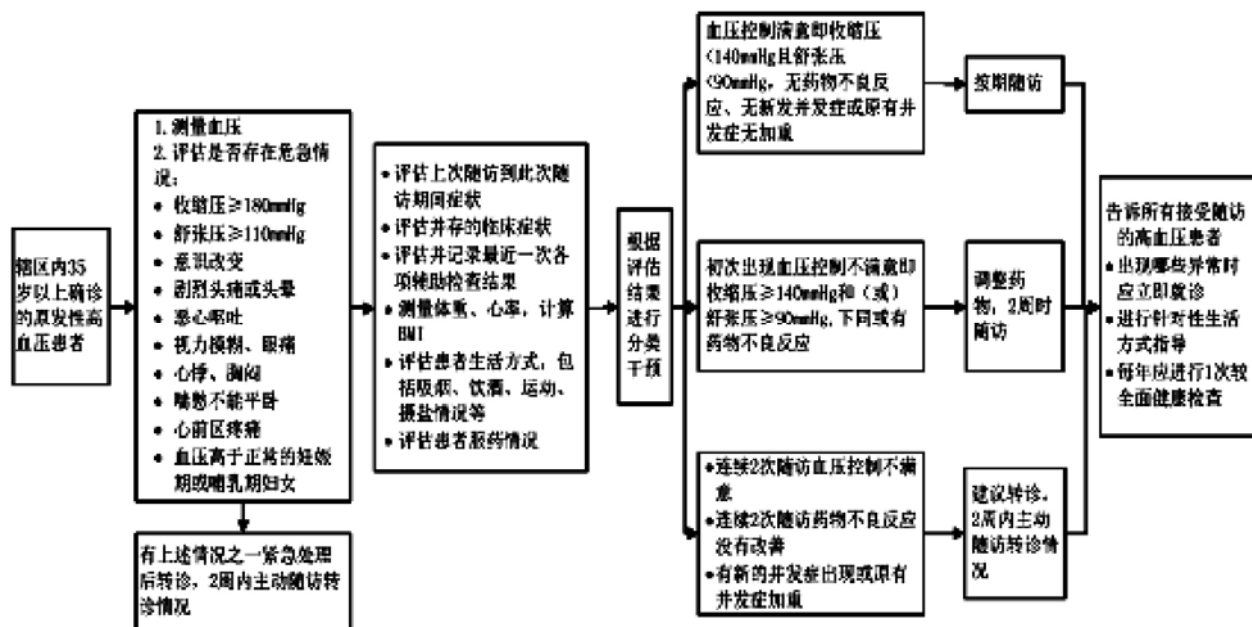 辖区内35
岁以上确诊
的原发性高
血压患者
1. 测量血压
2. 评估是否存在危急情
况:
● 收缩压≥180mmHg
● 舒张压≥110mmHg
● 意识改变
● 剧烈头痛或头晕
● 恶心呕吐
● 视力模糊、眼痛
● 心悸、胸闷
● 喘憋不能平卧
● 心前区疼痛
● 血压高于正常的妊娠
期或哺乳期妇女
有上述情况之一紧急处理
后转诊, 2周内主动随访转
诊情况
● 评估上次随访到此次随
访期间症状
● 评估并存的临床症状
● 评估并记录最近一次各
项辅助检查结果
● 测量体重、心率, 计算
BMI
● 评估患者生活方式, 包
括吸烟、饮酒、运动、
摄盐情况等
● 评估患者服药情况
根据
评估
结果
进行
分类
干预
血压控制满意即收缩压
<140mmHg且舒张压
<90mmHg, 无药物不良反
应、无新发并发症或原有并
发症无加重
按期随访
初次出现血压控制不满意即
收缩压≥140mmHg和（或）
舒张压≥90mmHg,下同或有
药物不良反应
调整药
物, 2周时
随访
●连续2次随访血压控制不满
意
●连续2次随访药物不良反应
没有改善
●有新的并发症出现或原有
并发症加重
建议转诊,
2周内主动
随访转诊情
况
告诉所有接受随访
的高血压患者
● 出现哪些异常时
应立即就诊
● 进行针对性生活
方式指导
● 每年应进行1次较
全面健康检查